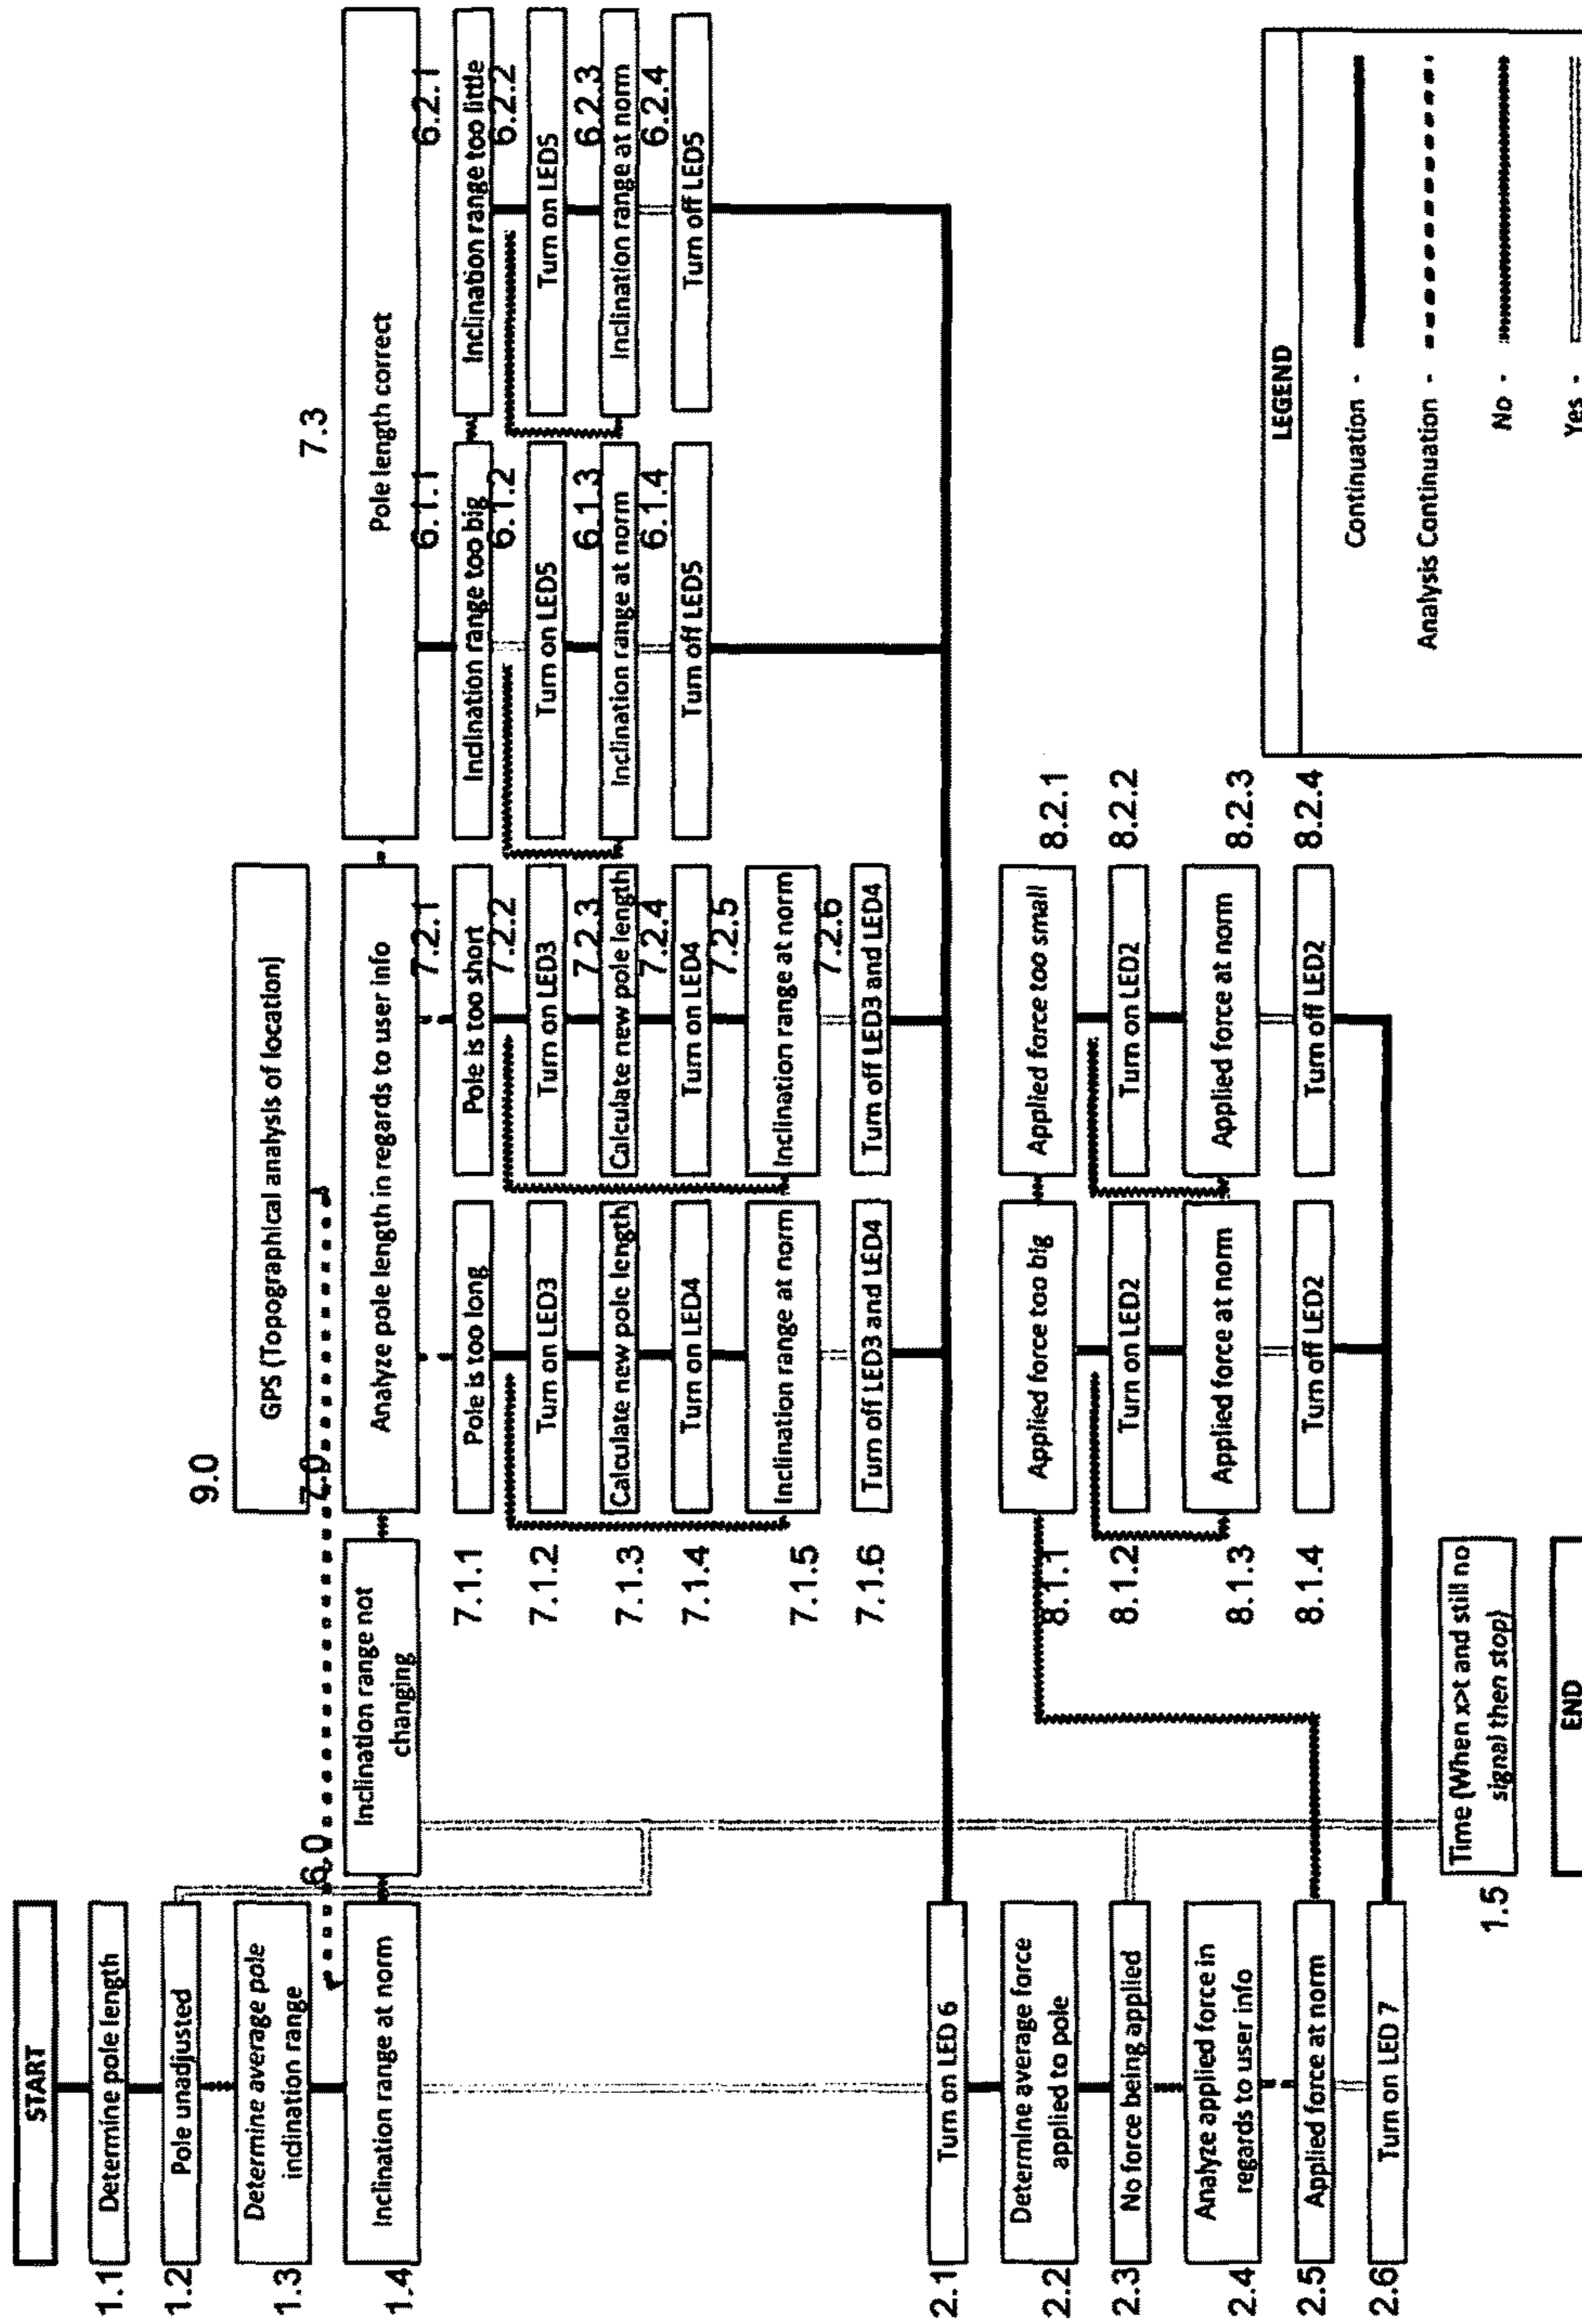 START
1.1
Determine pole length
1.2
Pole unadjusted
1.3
Determine average pole
inclination range
1.4
Inclination range at norm
6.0
Inclination range not
changing
9.0
GPS (Topographical analysis of location)
7.0
Analyze pole length in regards to user info
7.3
Pole length correct
7.1.1
Pole is too long
7.1.2
Turn on LED3
7.1.3
Calculate new pole length
7.1.4
Turn on LED4
7.1.5
Inclination range at norm
7.1.6
Turn off LED3 and LED4
7.2.1
Pole is too short
7.2.2
Turn on LED3
7.2.3
Calculate new pole length
7.2.4
Turn on LED4
7.2.5
Inclination range at norm
7.2.6
Turn off LED3 and LED4
6.1.1
Inclination range too big
6.1.2
Turn on LED5
6.1.3
Inclination range at norm
6.1.4
Turn off LED5
6.2.1
Inclination range too little
6.2.2
Turn on LED5
6.2.3
Inclination range at norm
6.2.4
Turn off LED5
2.1
Turn on LED 6
2.2
Determine average force
applied to pole
2.3
No force being applied
2.4
Analyze applied force in
regards to user info
2.5
Applied force at norm
2.6
Turn on LED 7
8.1.1
Applied force too big
8.1.2
Turn on LED2
8.1.3
Applied force at norm
8.1.4
Turn off LED2
8.2.1
Applied force too small
8.2.2
Turn on LED2
8.2.3
Applied force at norm
8.2.4
Turn off LED2
1.5
Time (When x>t and still no
signal then stop)
END
LEGEND
Continuation -
Analysis Continuation -
No -
Yes -